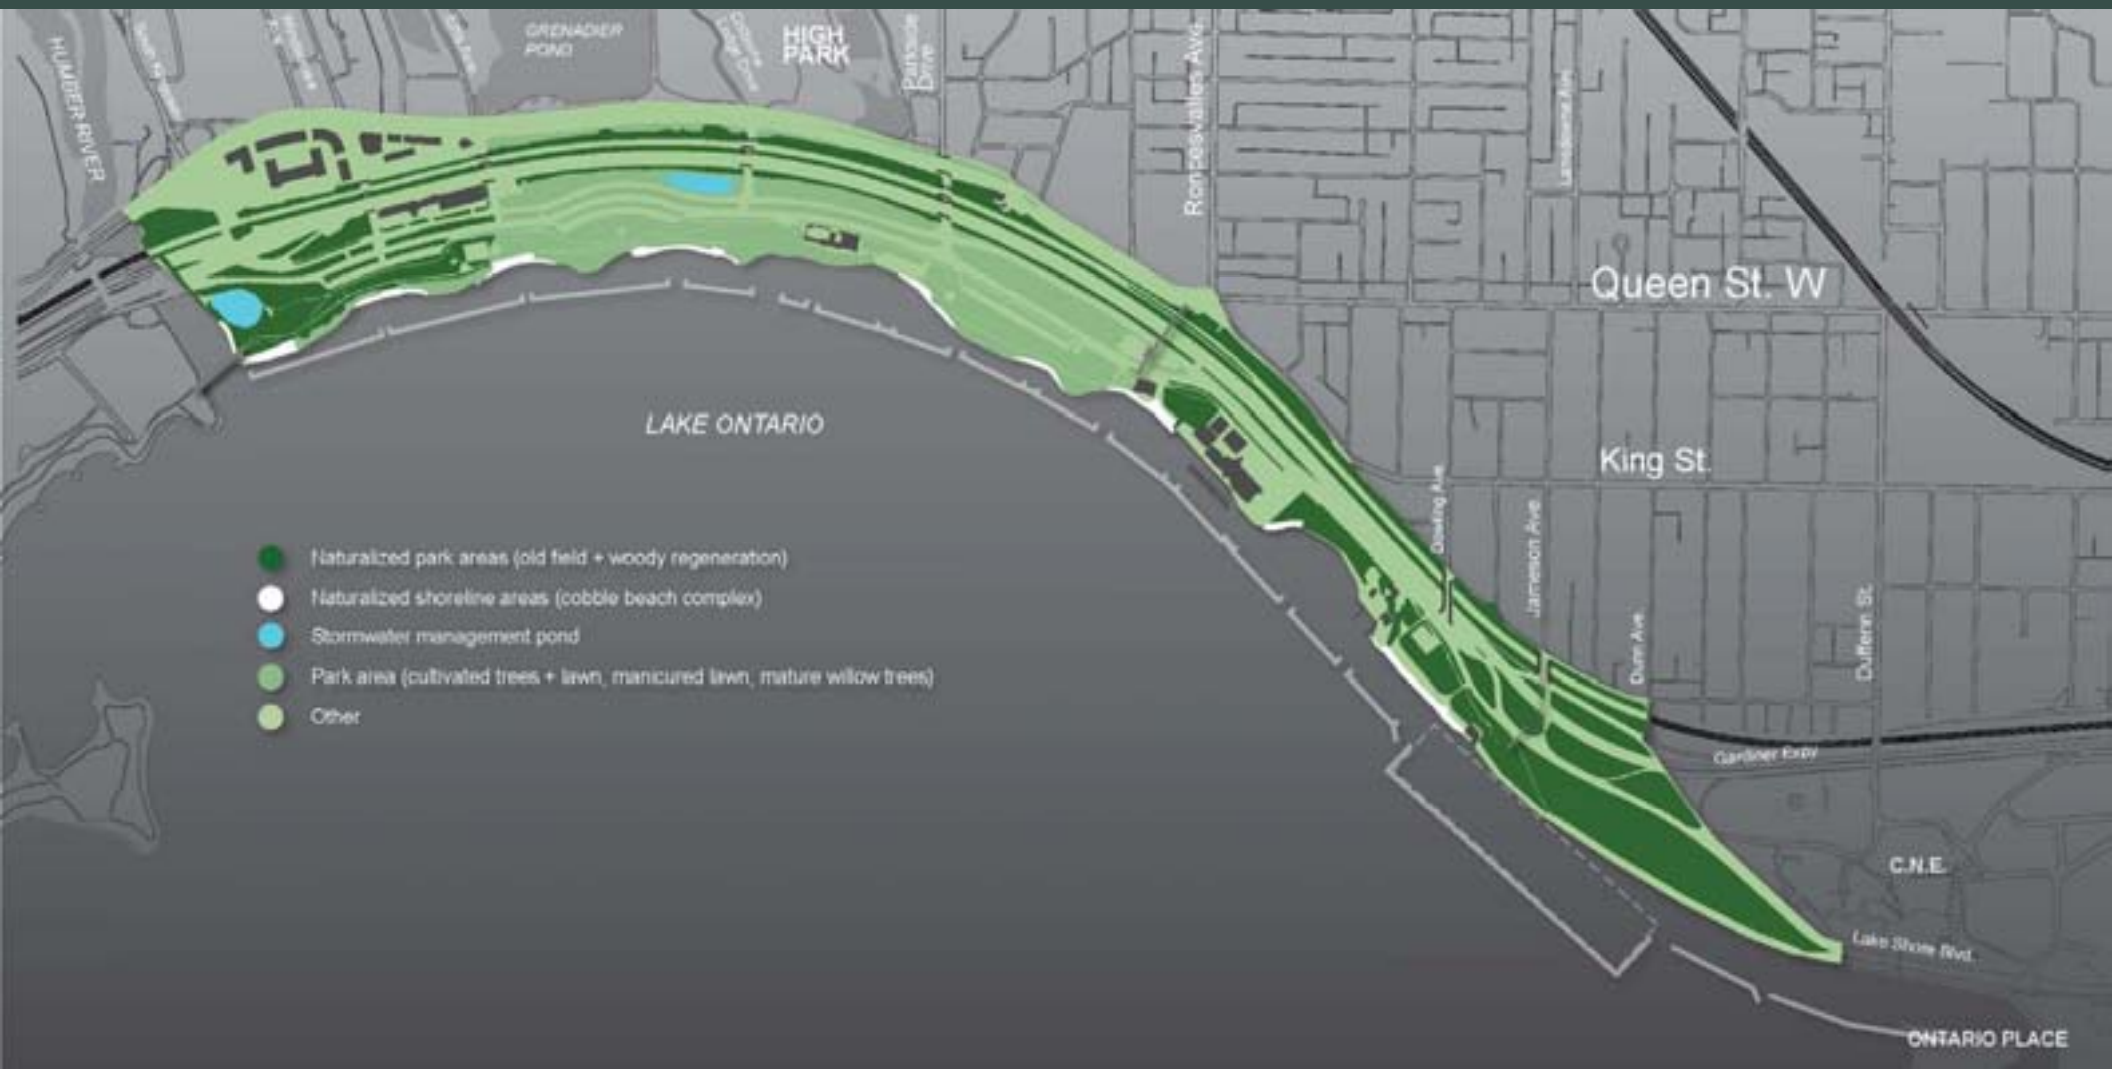 HUMBER RIVER
GRENADIER
POND
HIGH
PARK
Colborne
Lodge Drive
Parkside
Drive
Roncesvalles Ave.
Lansdowne Ave.
Queen St. W
King St.
LAKE ONTARIO
Naturalized park areas (old field + woody regeneration)
Naturalized shoreline areas (cobble beach complex)
Stormwater management pond
Park area (cultivated trees + lawn, manicured lawn, mature willow trees)
Other
Dowling Ave.
Jameson Ave.
Dunn Ave.
Dufferin St.
Gardiner Expy
C.N.E.
Lake Shore Blvd.
ONTARIO PLACE